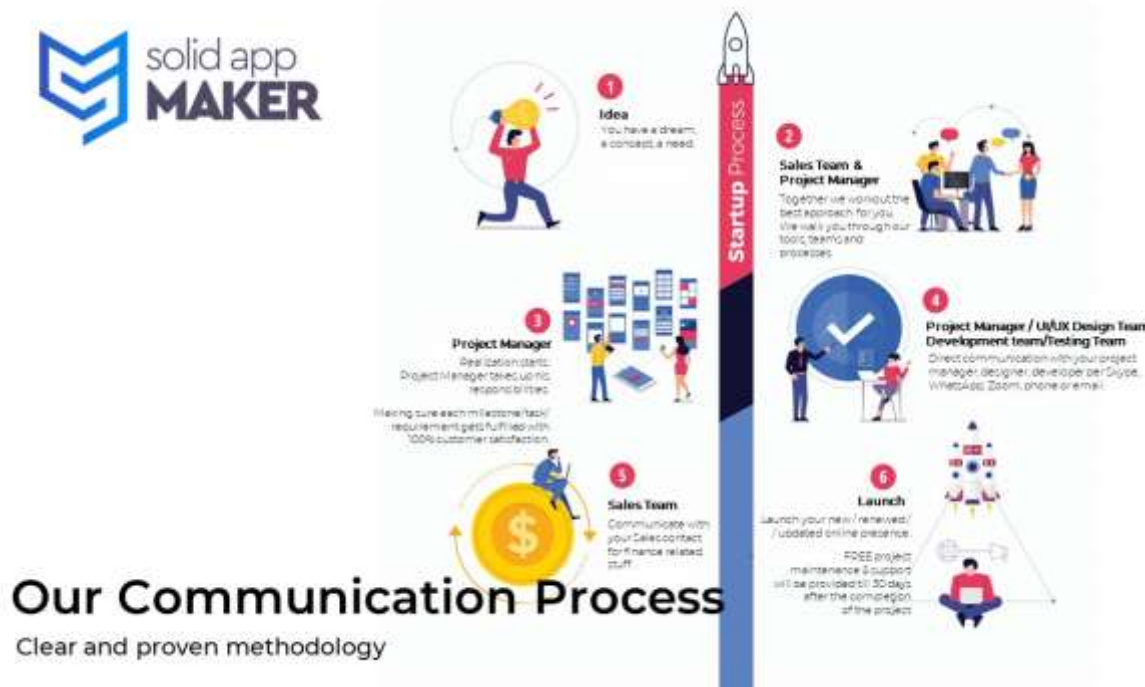 solid app
MAKER
Startup Process
1
Idea
You have a dream,
a concept, a need.
2
Sales Team &
Project Manager
Together we workout the
best approach for you.
We walk you through our
tools, teams and
processes
3
Project Manager
Realization starts:
Project Manager takes up his
responsibilities.
Making sure each milestone/task/
requirement gets fulfilled with
100% customer satisfaction.
4
Project Manager / UI/UX Design Team
Development team/Testing Team
Direct communication with your project
manager, designer, developer per Skype,
WhatsApp, Zoom, phone or email.
5
Sales Team
Communicate with
your Sales contact
for finance related
stuff
$
6
Launch
Launch your new / renewed /
/ updated online presence.
FREE project
maintenance & support
will be provided till 30 days
after the completion
of the project
Our Communication Process
Clear and proven methodology